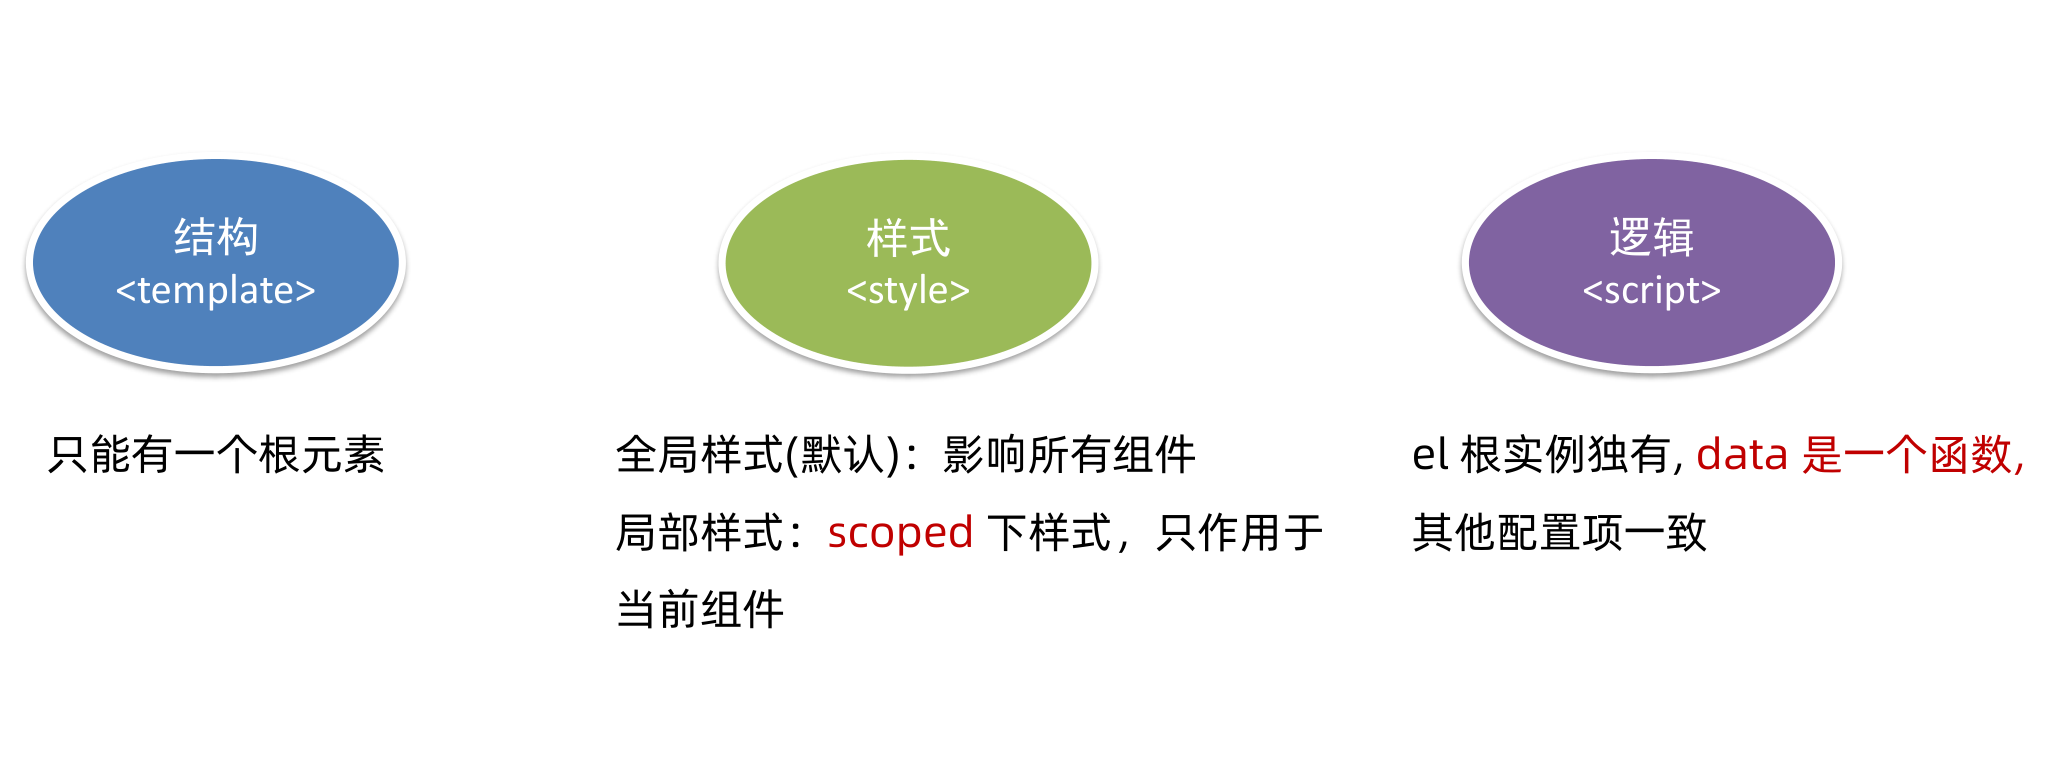 结构
<template>
只能有一个根元素
样式
<style>
全局样式(默认)：影响所有组件
局部样式：scoped 下样式，只作用于
当前组件
逻辑
<script>
el 根实例独有, data 是一个函数,
其他配置项一致